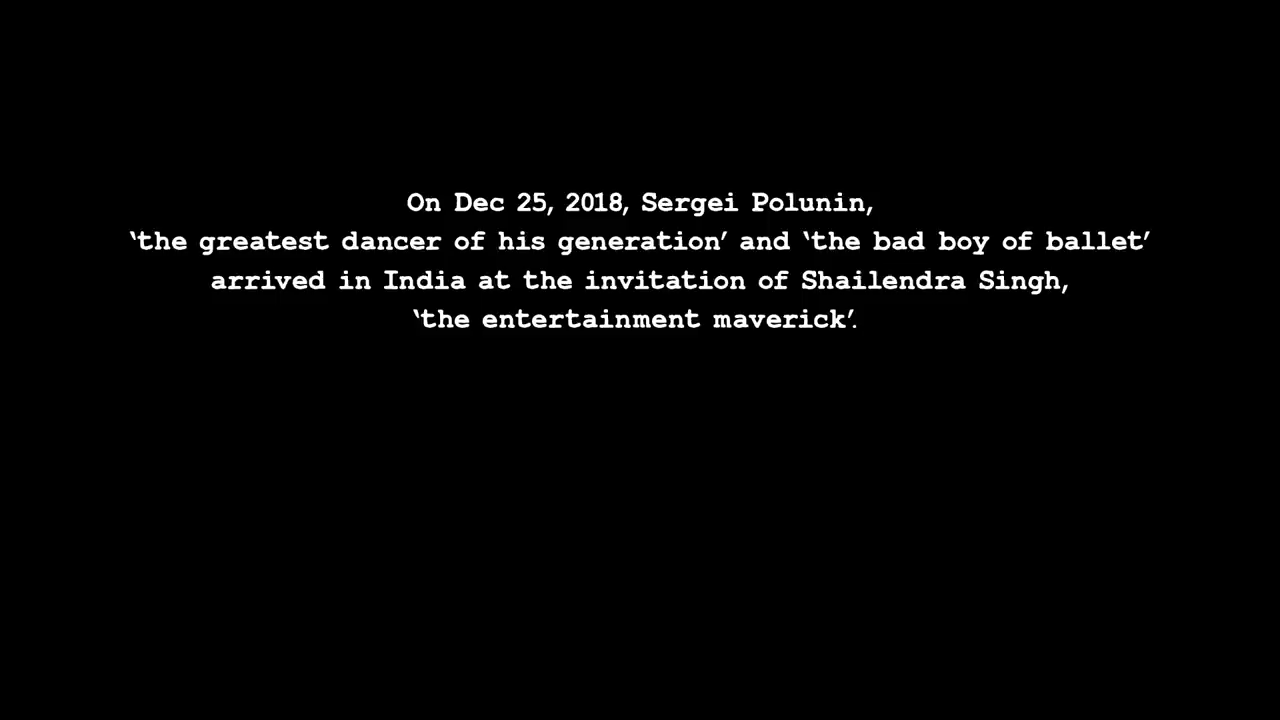 On Dec 25, 2018, Sergei Polunin,
‘the greatest dancer of his generation’ and ‘the bad boy of ballet’
arrived in India at the invitation of Shailendra Singh,
‘the entertainment maverick’.